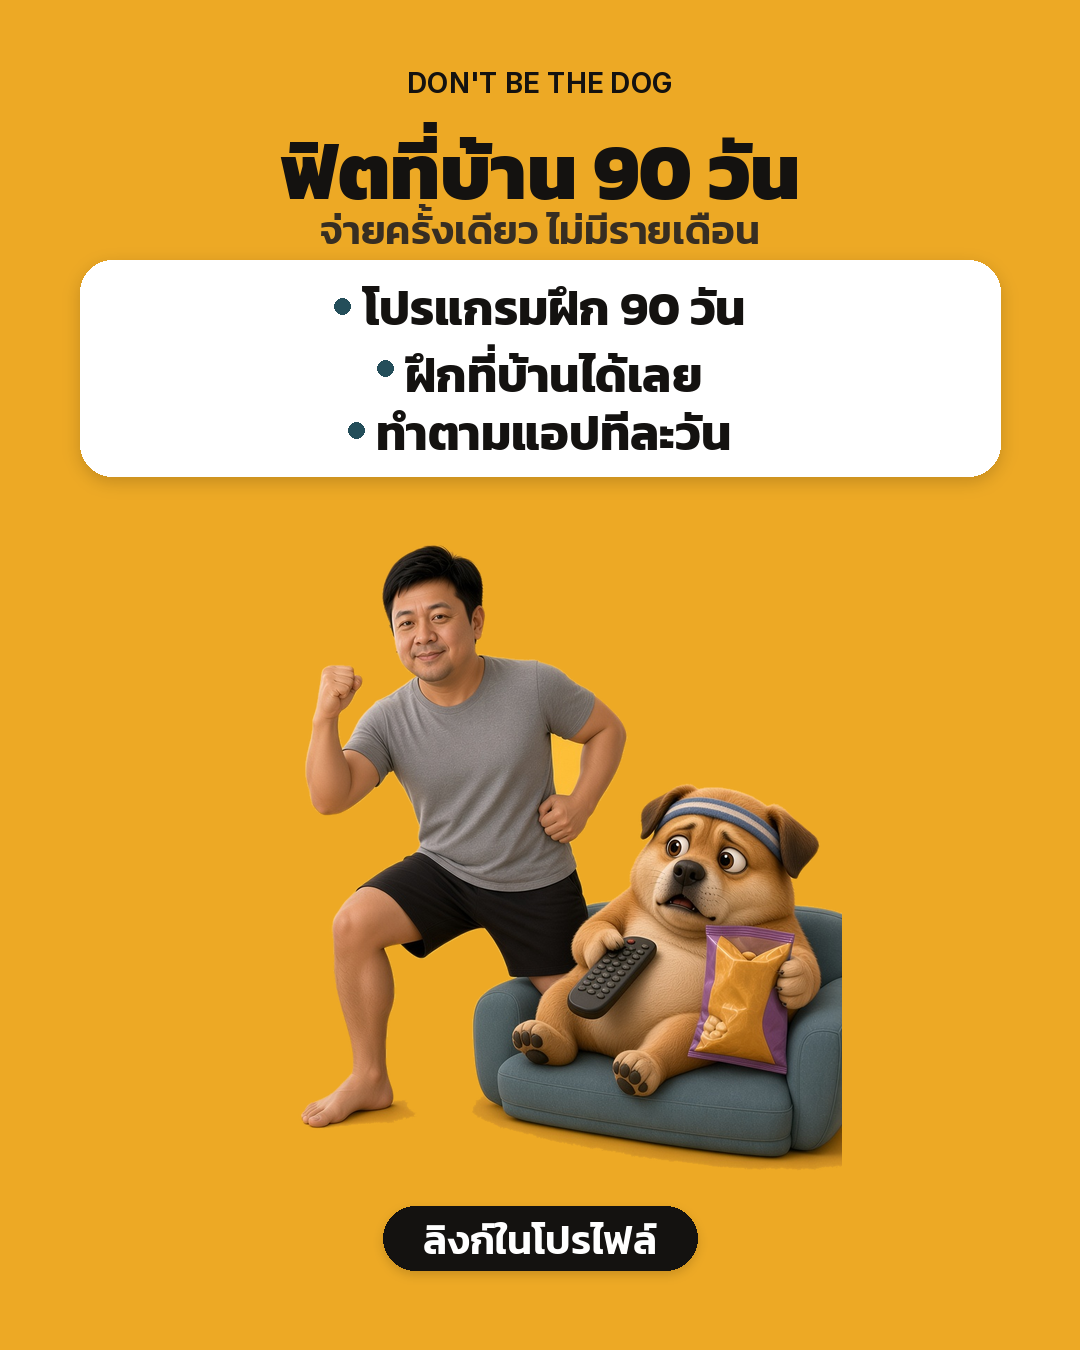 DON'T BE THE DOG
ฟิตที่บ้าน 90 วัน
จ่ายครั้งเดียว ไม่มีรายเดือน
• โปรแกรมฝึก 90 วัน
• ฝึกที่บ้านได้เลย
• ทำตามแอปทีละวัน
ลิงก์ในโปรไฟล์